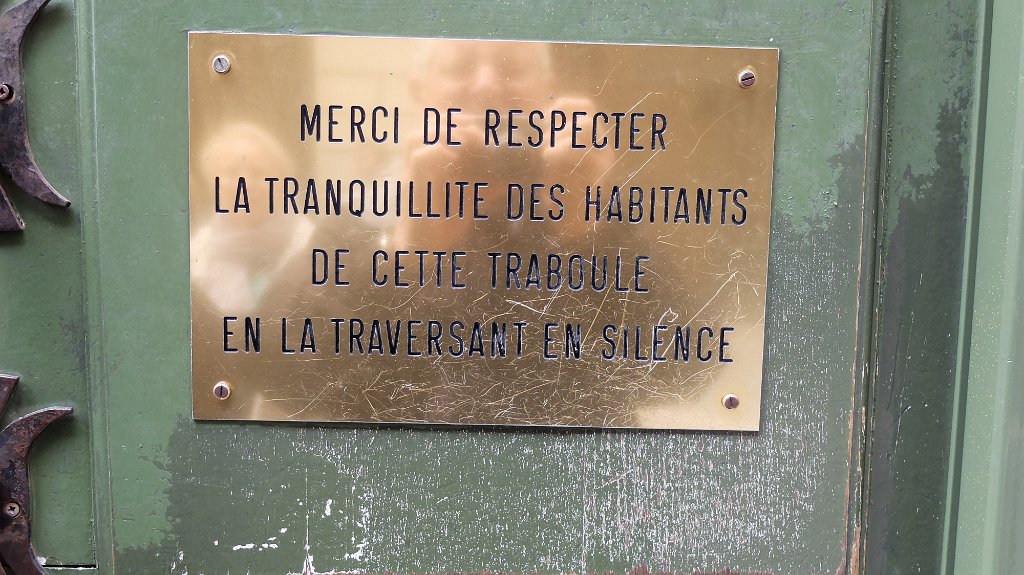 MERCI DE RESPECTER
LA TRANQUILLITE DES HABITANTS
DE CETTE TRABOULE
EN LA TRAVERSANT EN SILENCE